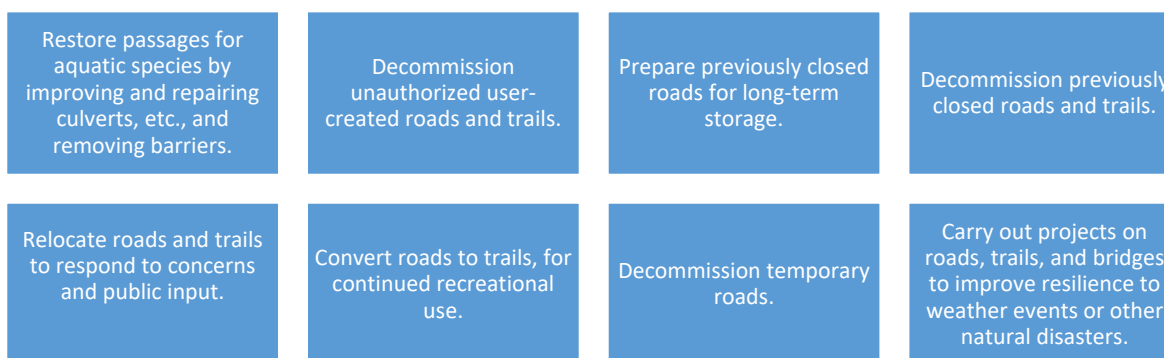 Restore passages for
aquatic species by
improving and repairing
culverts, etc., and
removing barriers.
Decommission
unauthorized user-
created roads and trails.
Prepare previously closed
roads for long-term
storage.
Decommission previously
closed roads and trails.
Relocate roads and trails
to respond to concerns
and public input.
Convert roads to trails, for
continued recreational
use.
Decommission temporary
roads.
Carry out projects on
roads, trails, and bridges
to improve resilience to
weather events or other
natural disasters.